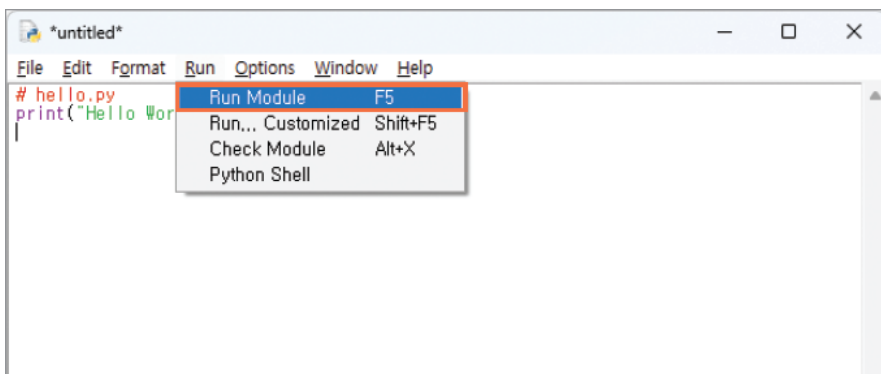 *untitled*
File Edit Format Run Options Window Help
# hello.py
print("Hello Wor
Run Module F5
Run... Customized Shift+F5
Check Module Alt+X
Python Shell